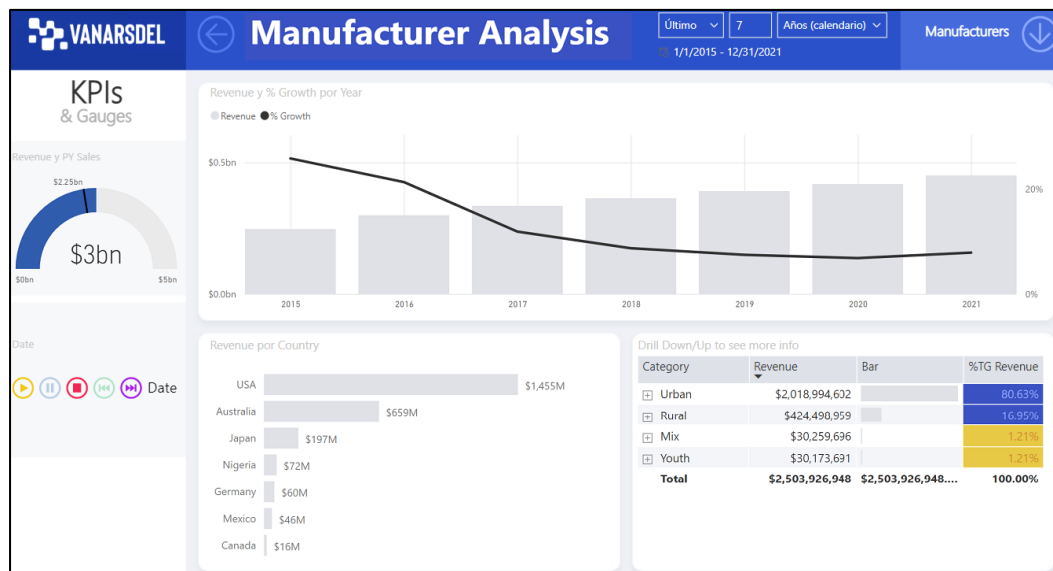 VANARSDEL
Manufacturer Analysis
Último 7 Años (calendario)
1/1/2015 - 12/31/2021
Manufacturers
KPIs
& Gauges
Revenue y PY Sales
$2.25bn
$3bn
$0bn $5bn
Date
Date
Revenue y % Growth por Year
Revenue % Growth
$0.5bn
$0.0bn
20%
0%
2015 2016 2017 2018 2019 2020 2021
Revenue por Country
USA $1,455M
Australia $659M
Japan $197M
Nigeria $72M
Germany $60M
Mexico $46M
Canada $16M
Drill Down/Up to see more info
Category Revenue Bar %TG Revenue
Urban $2,018,994,602 80.63%
Rural $424,498,959 16.95%
Mix $30,259,696 1.21%
Youth $30,173,691 1.21%
Total $2,503,926,948 $2,503,926,948.... 100.00%